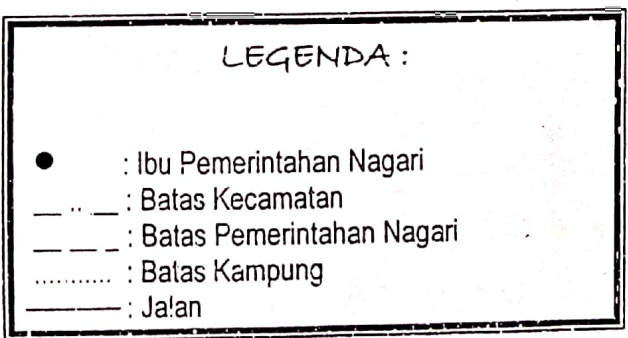 LEGENDA :
● : Ibu Pemerintahan Nagari
__ .. __ : Batas Kecamatan
__ __ _ : Batas Pemerintahan Nagari
........... : Batas Kampung
———— : Jalan